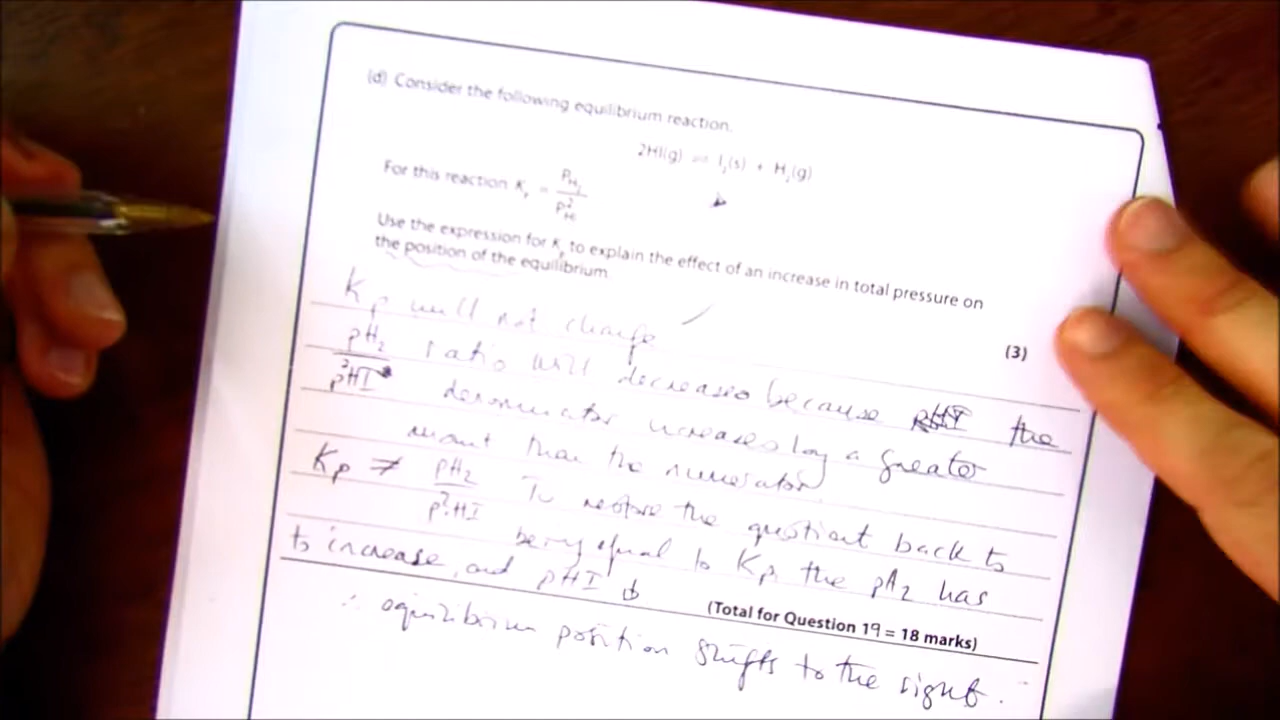 (d) Consider the following equilibrium reaction.
2HI(g) ⇌ I₂(s) + H₂(g)
For this reaction Kₚ = P_H₂ / P²_HI
Use the expression for Kₚ to explain the effect of an increase in total pressure on
the position of the equilibrium
(3)
Kp will not change
pH₂ / p²HI ratio will decreases because the
denominator increases by a greater
amount than the numerator.
Kp ≠ pH₂ / p²HI To restore the quotient back to
being equal to Kp, the pH₂ has
to increase, and pHI ↓
(Total for Question 19 = 18 marks)
∴ equilibrium position shifts to the right.